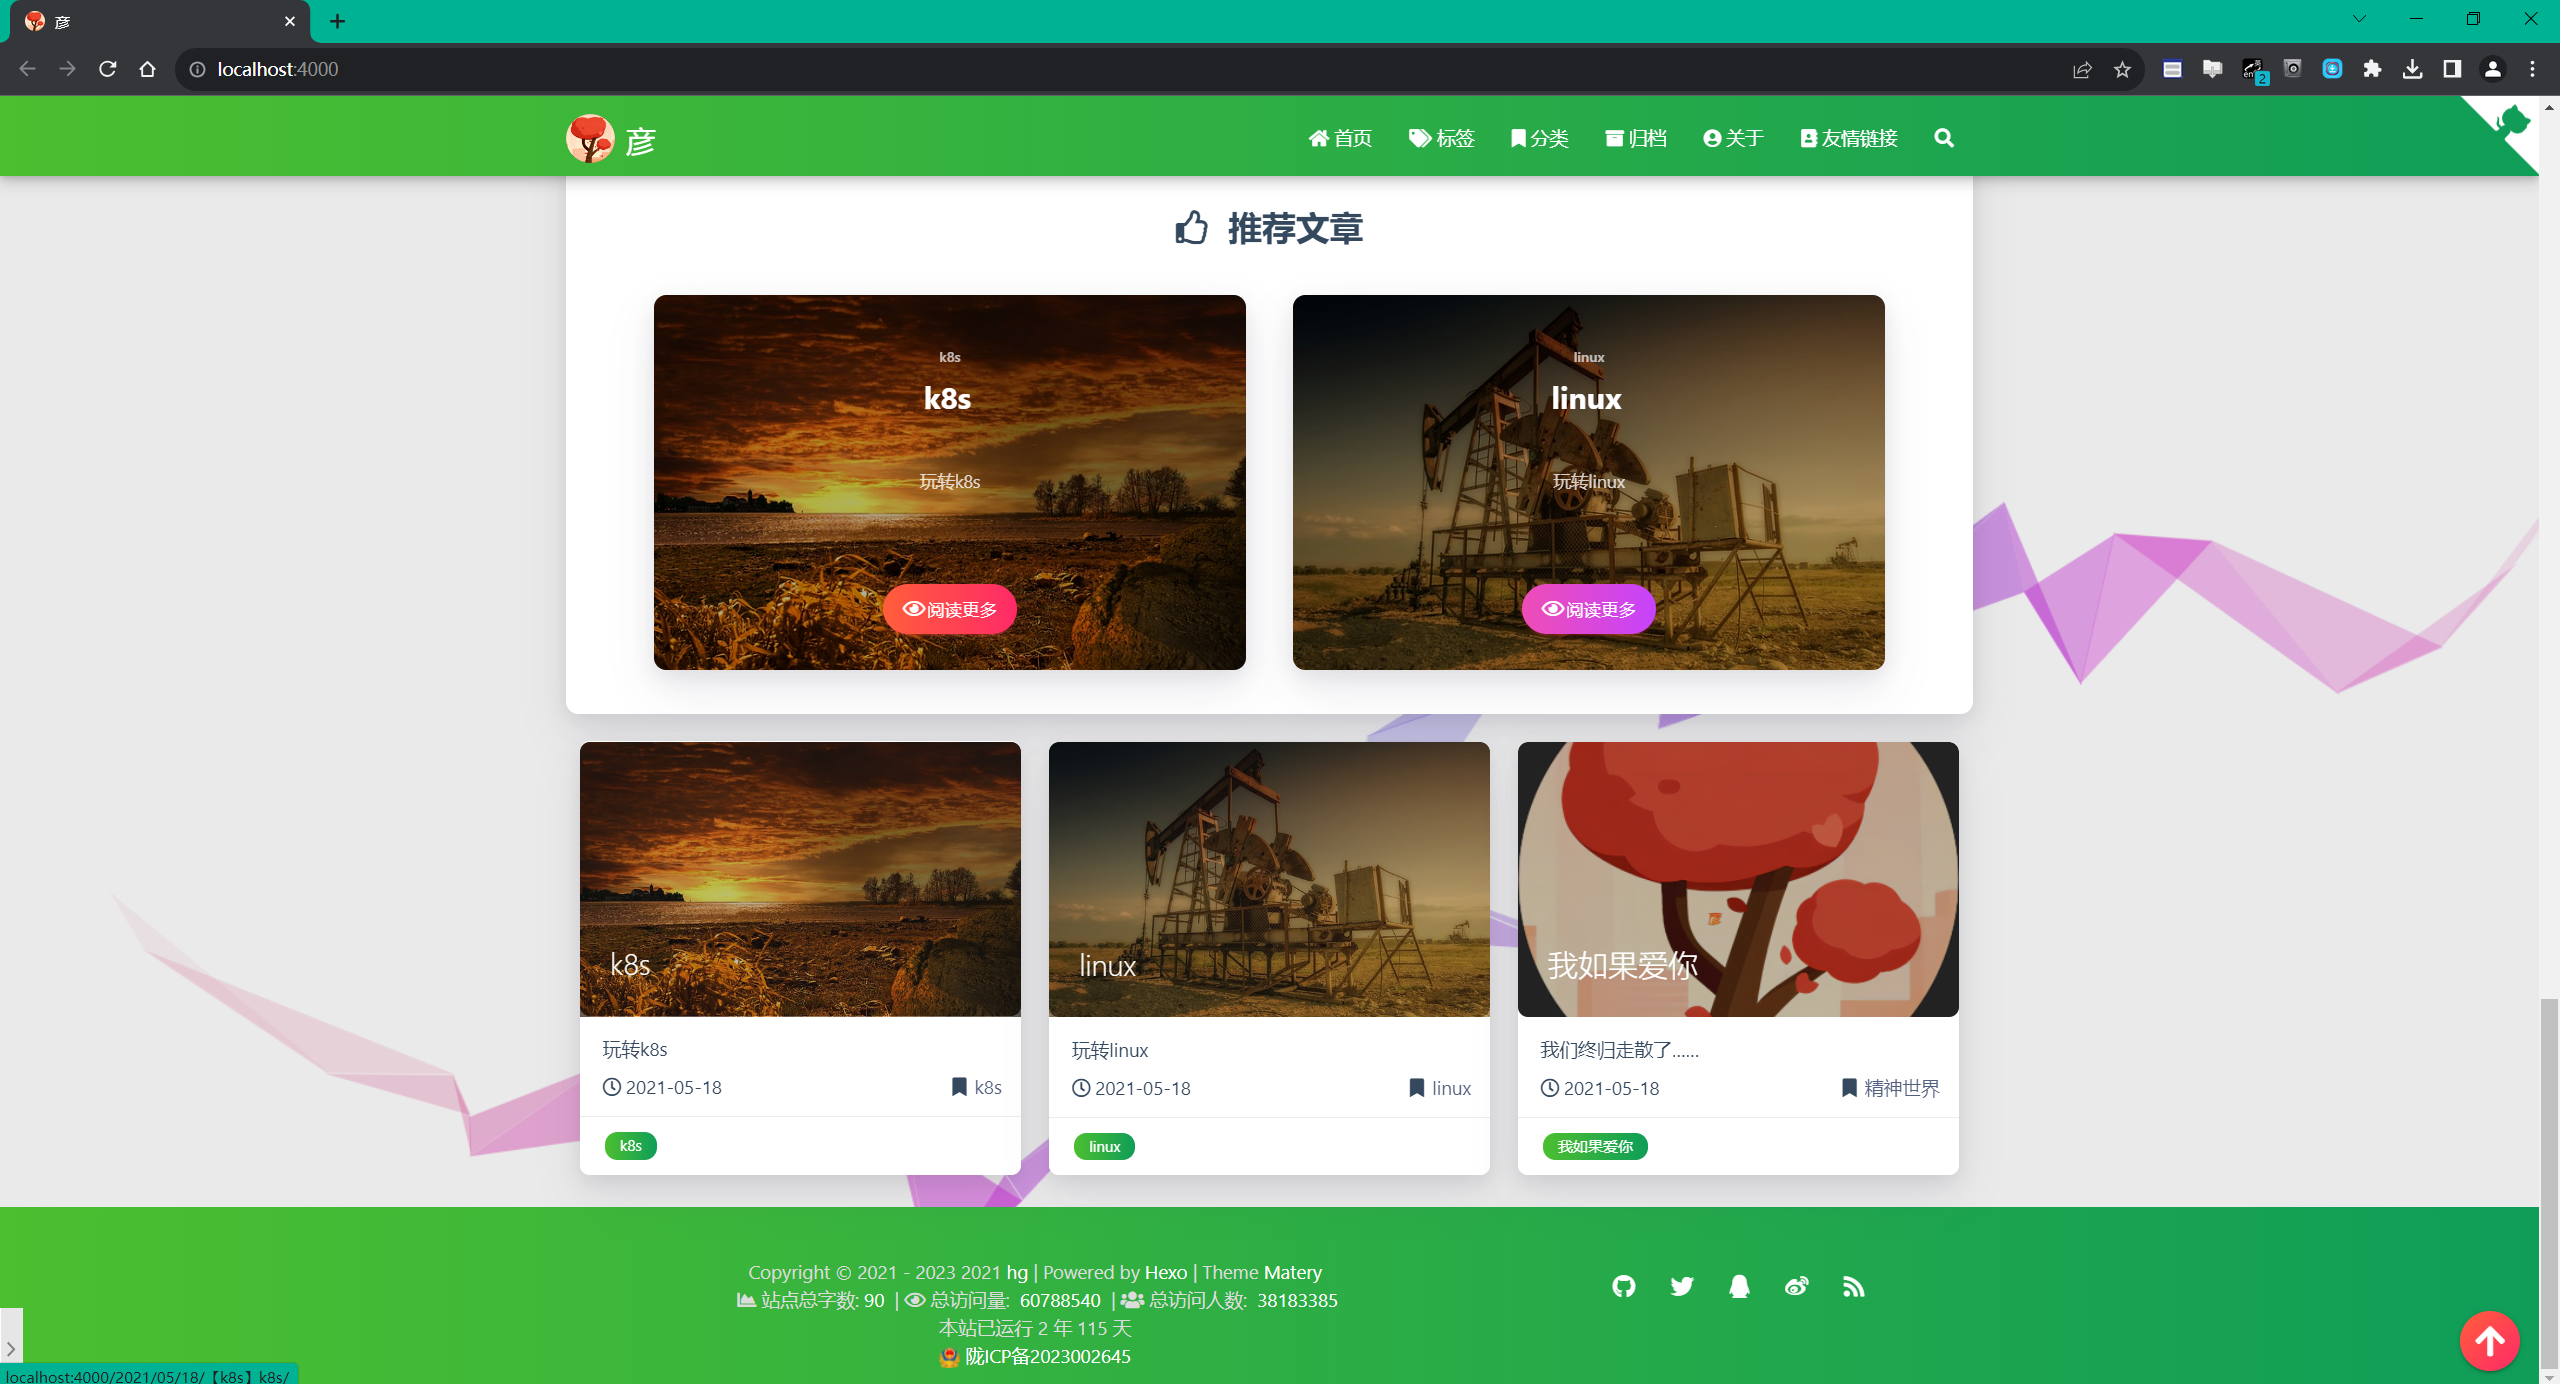 彦
localhost:4000
彦
首页 标签 分类 归档 关于 友情链接
推荐文章
k8s
k8s
玩转k8s
阅读更多
linux
linux
玩转linux
阅读更多
k8s
玩转k8s
2021-05-18 k8s
k8s
linux
玩转linux
2021-05-18 linux
linux
我如果爱你
我们终归走散了......
2021-05-18 精神世界
我如果爱你
Copyright © 2021 - 2023 2021 hg | Powered by Hexo | Theme Matery
站点总字数: 90 | 总访问量: 60788540 | 总访问人数: 38183385
本站已运行 2 年 115 天
陇ICP备2023002645
localhost:4000/2021/05/18/【k8s】k8s/